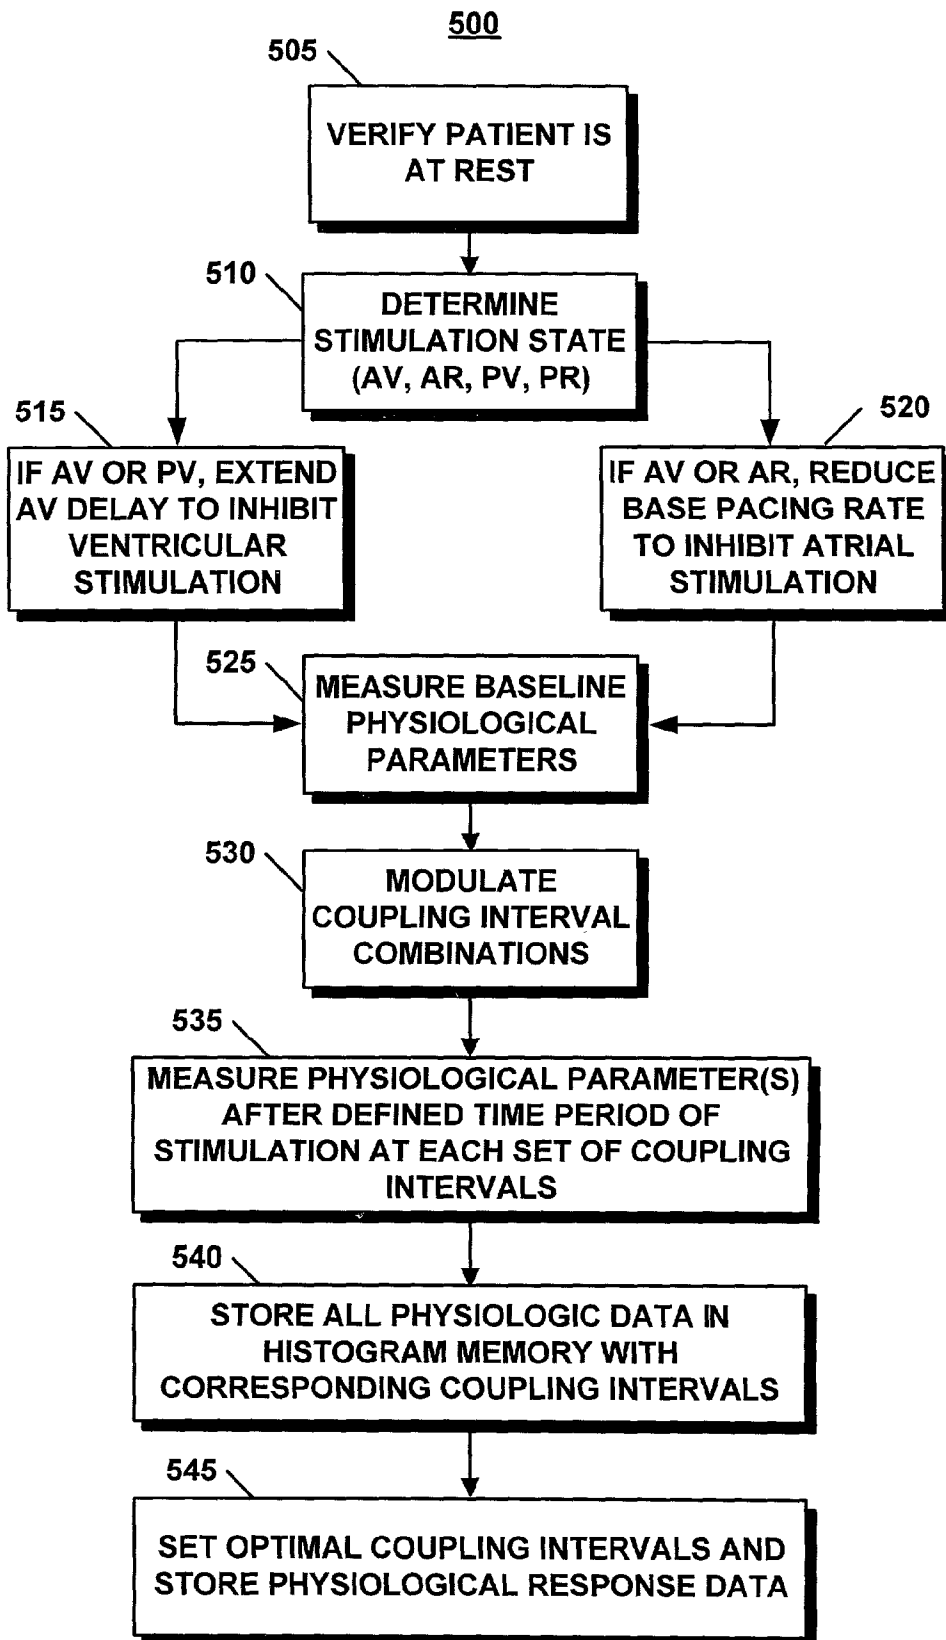 500
505
VERIFY PATIENT IS
AT REST
510
DETERMINE
STIMULATION STATE
(AV, AR, PV, PR)
515
IF AV OR PV, EXTEND
AV DELAY TO INHIBIT
VENTRICULAR
STIMULATION
520
IF AV OR AR, REDUCE
BASE PACING RATE
TO INHIBIT ATRIAL
STIMULATION
525
MEASURE BASELINE
PHYSIOLOGICAL
PARAMETERS
530
MODULATE
COUPLING INTERVAL
COMBINATIONS
535
MEASURE PHYSIOLOGICAL PARAMETER(S)
AFTER DEFINED TIME PERIOD OF
STIMULATION AT EACH SET OF COUPLING
INTERVALS
540
STORE ALL PHYSIOLOGIC DATA IN
HISTOGRAM MEMORY WITH
CORRESPONDING COUPLING INTERVALS
545
SET OPTIMAL COUPLING INTERVALS AND
STORE PHYSIOLOGICAL RESPONSE DATA